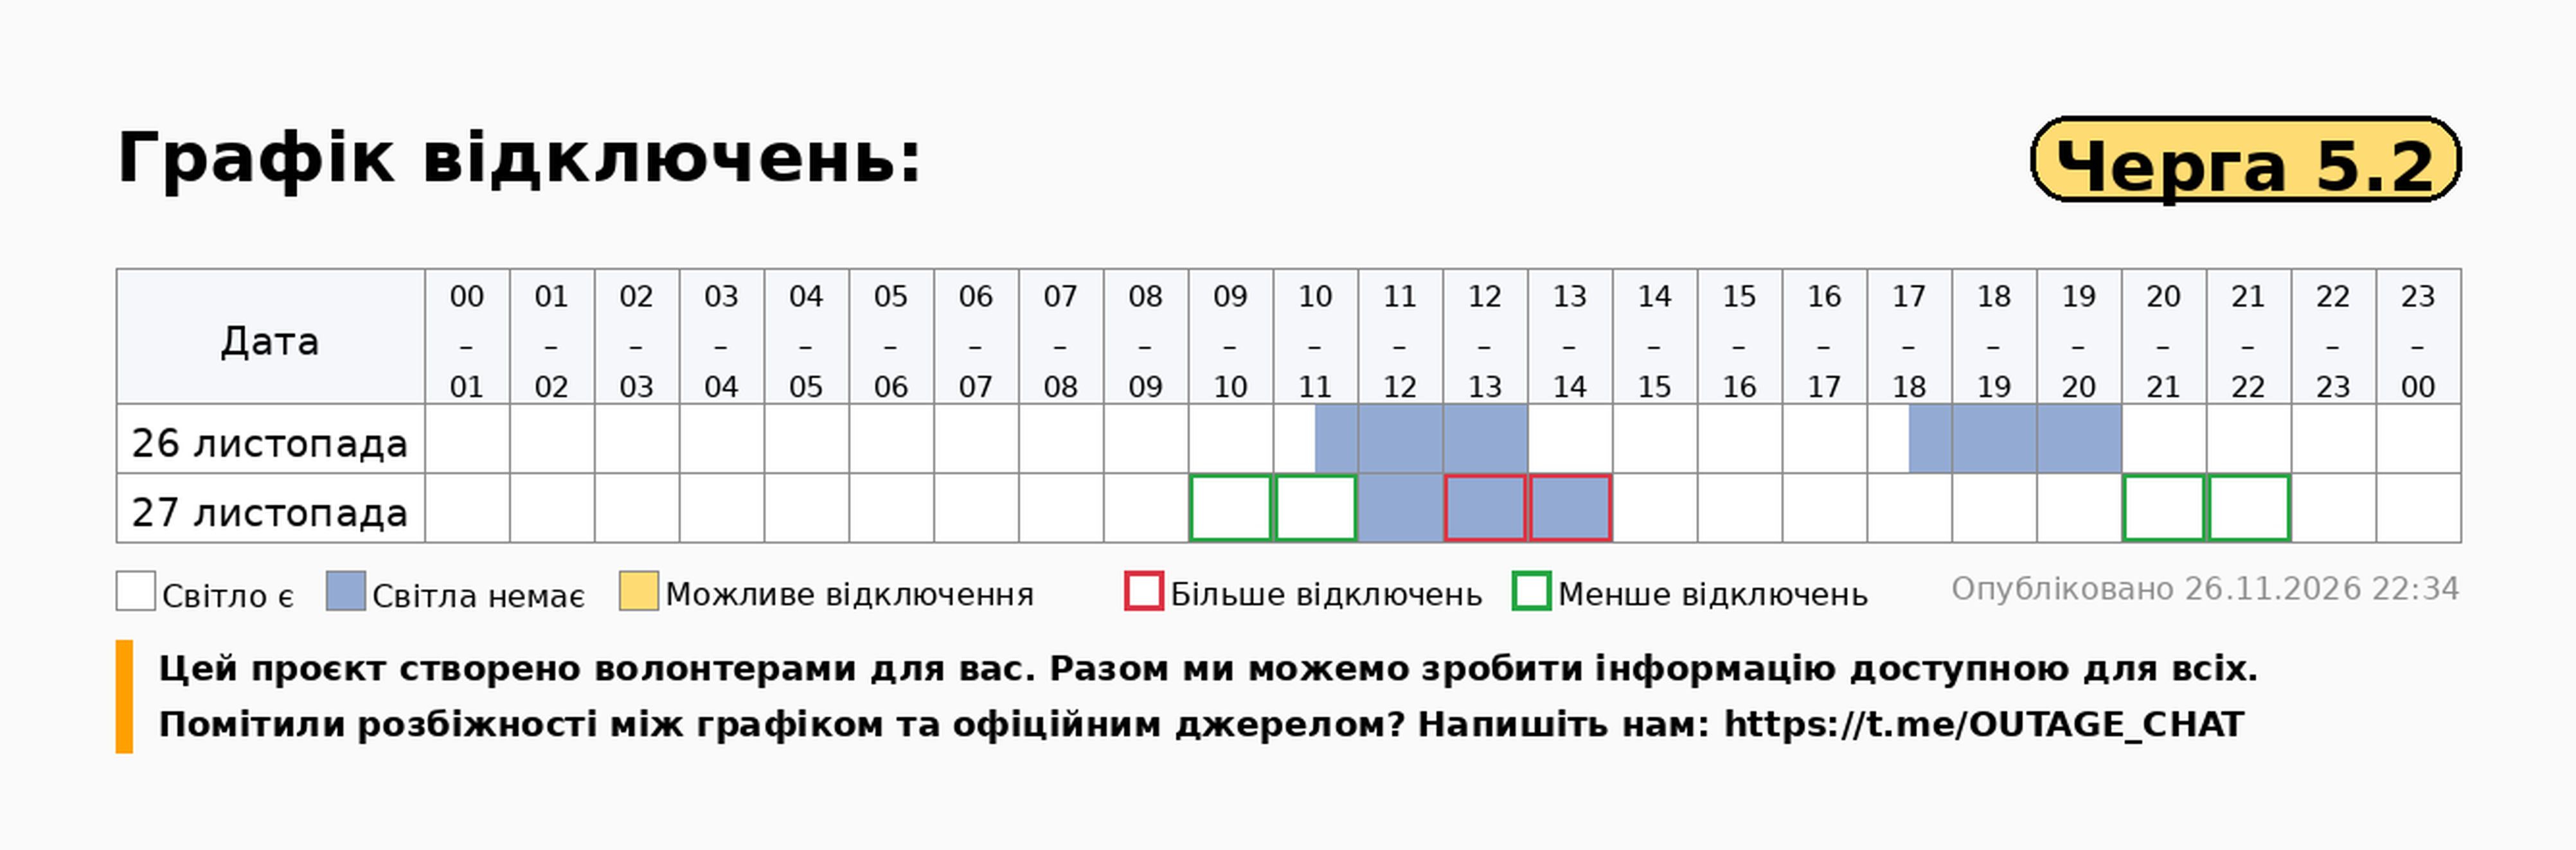 Графік відключень:
Черга 5.2
Дата 00 – 01 01 – 02 02 – 03 03 – 04 04 – 05 05 – 06 06 – 07 07 – 08 08 – 09 09 – 10 10 – 11 11 – 12 12 – 13 13 – 14 14 – 15 15 – 16 16 – 17 17 – 18 18 – 19 19 – 20 20 – 21 21 – 22 22 – 23 23 – 00
26 листопада
27 листопада
Світло є Світла немає Можливе відключення Більше відключень Менше відключень Опубліковано 26.11.2026 22:34
Цей проєкт створено волонтерами для вас. Разом ми можемо зробити інформацію доступною для всіх.
Помітили розбіжності між графіком та офіційним джерелом? Напишіть нам: https://t.me/OUTAGE_CHAT